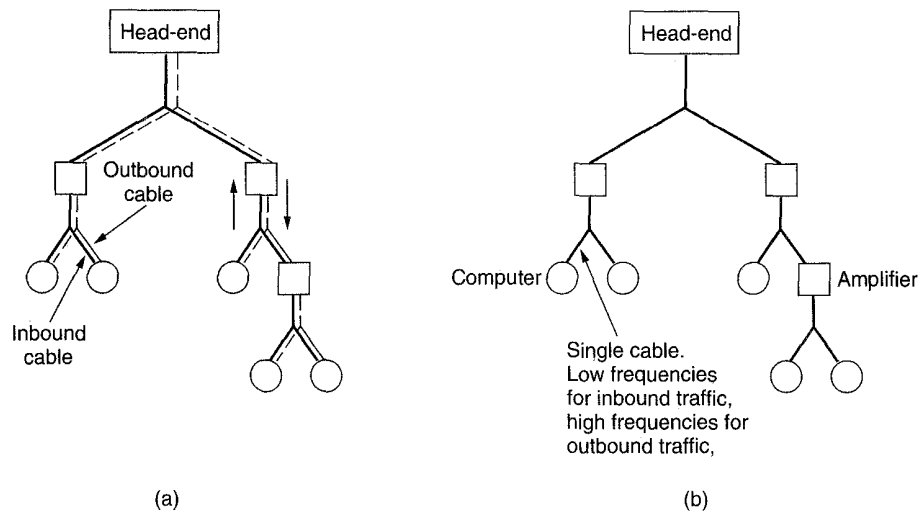 Head-end
Outbound
cable
Inbound
cable
(a)
Head-end
Computer
Amplifier
Single cable.
Low frequencies
for inbound traffic,
high frequencies for
outbound traffic,
(b)